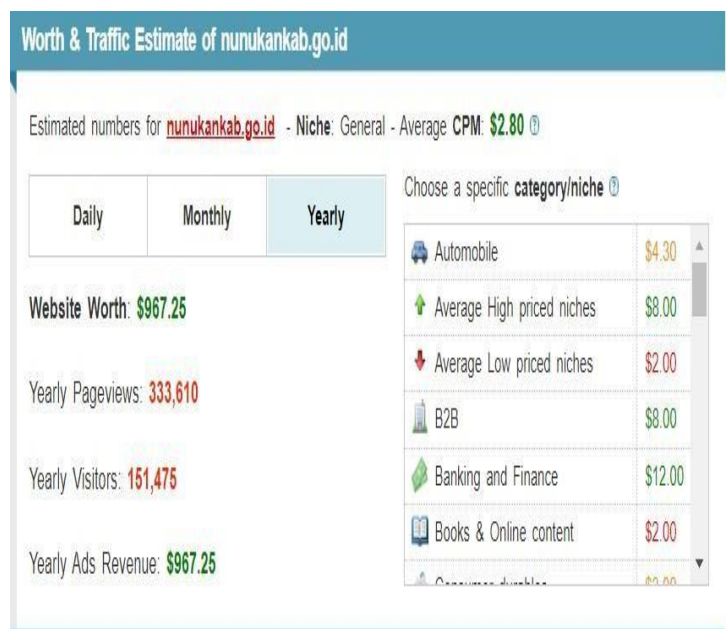 Worth & Traffic Estimate of nunukankab.go.id
Estimated numbers for nunukankab.go.id - Niche: General - Average CPM: $2.80
Daily
Monthly
Yearly
Website Worth: $967.25
Yearly Pageviews: 333,610
Yearly Visitors: 151,475
Yearly Ads Revenue: $967.25
Choose a specific category/niche
Automobile $4.30
Average High priced niches $8.00
Average Low priced niches $2.00
B2B $8.00
Banking and Finance $12.00
Books & Online content $2.00
Consumer durables